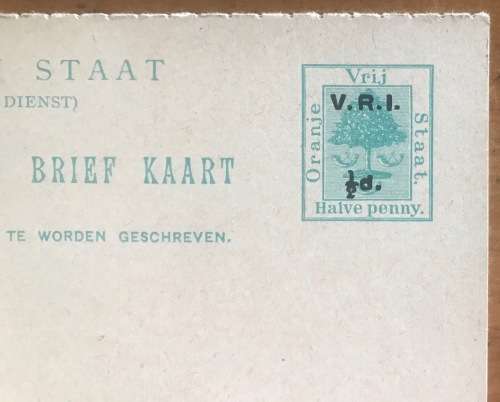 STAAT
DIENST)
BRIEF KAART
TE WORDEN GESCHREVEN.
Vrij
Oranje
Staat.
V.R.I.
½d.
Halve penny.